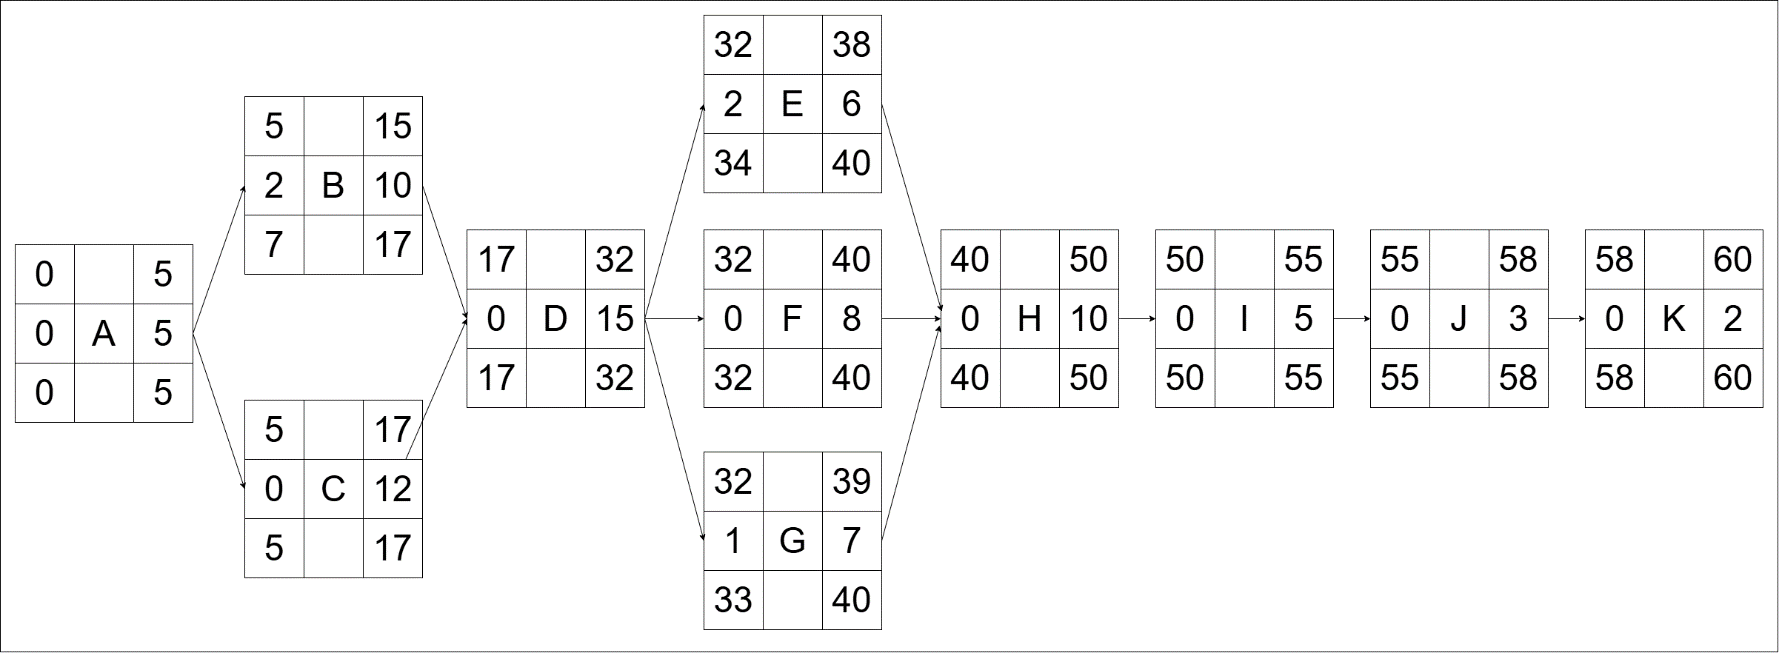 0 5
0 A 5
0 5
5 15
2 B 10
7 17
5 17
0 C 12
5 17
17 32
0 D 15
17 32
32 38
2 E 6
34 40
32 40
0 F 8
32 40
32 39
1 G 7
33 40
40 50
0 H 10
40 50
50 55
0 I 5
50 55
55 58
0 J 3
55 58
58 60
0 K 2
58 60